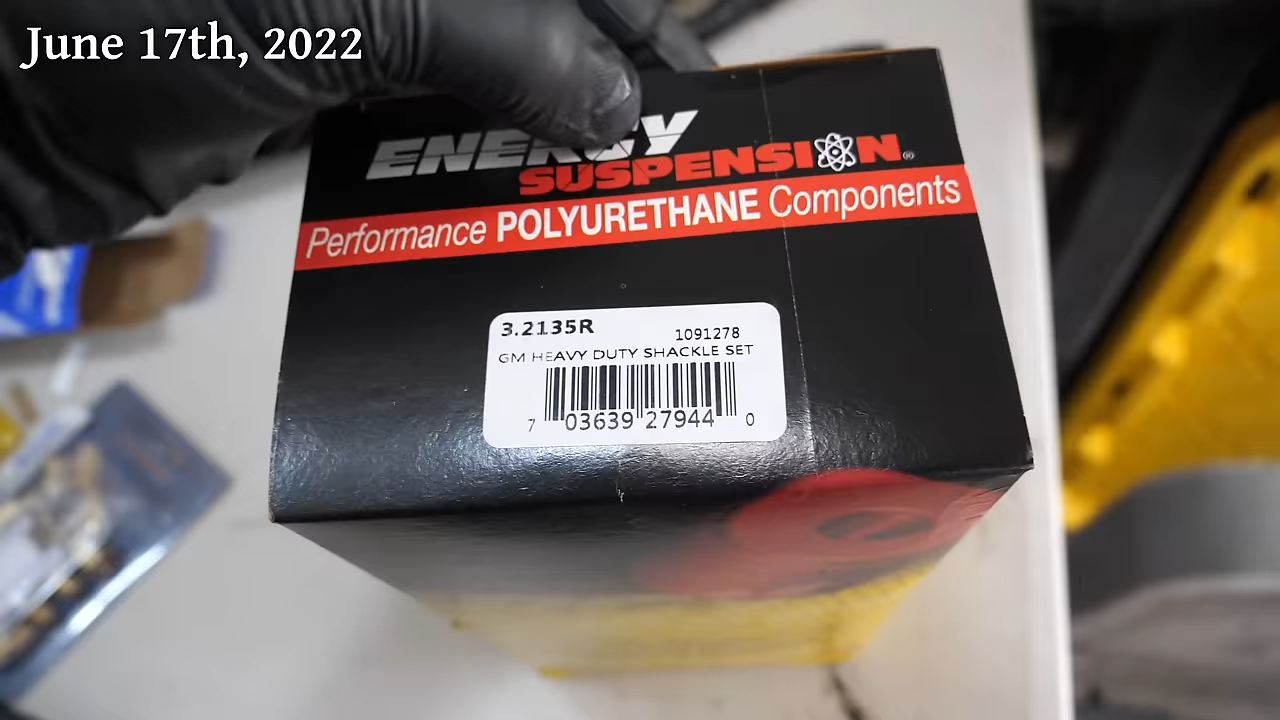 June 17th, 2022
ENERGY
SUSPENSION®
Performance POLYURETHANE Components
3.2135R
1091278
GM HEAVY DUTY SHACKLE SET
7 03639 27944 0